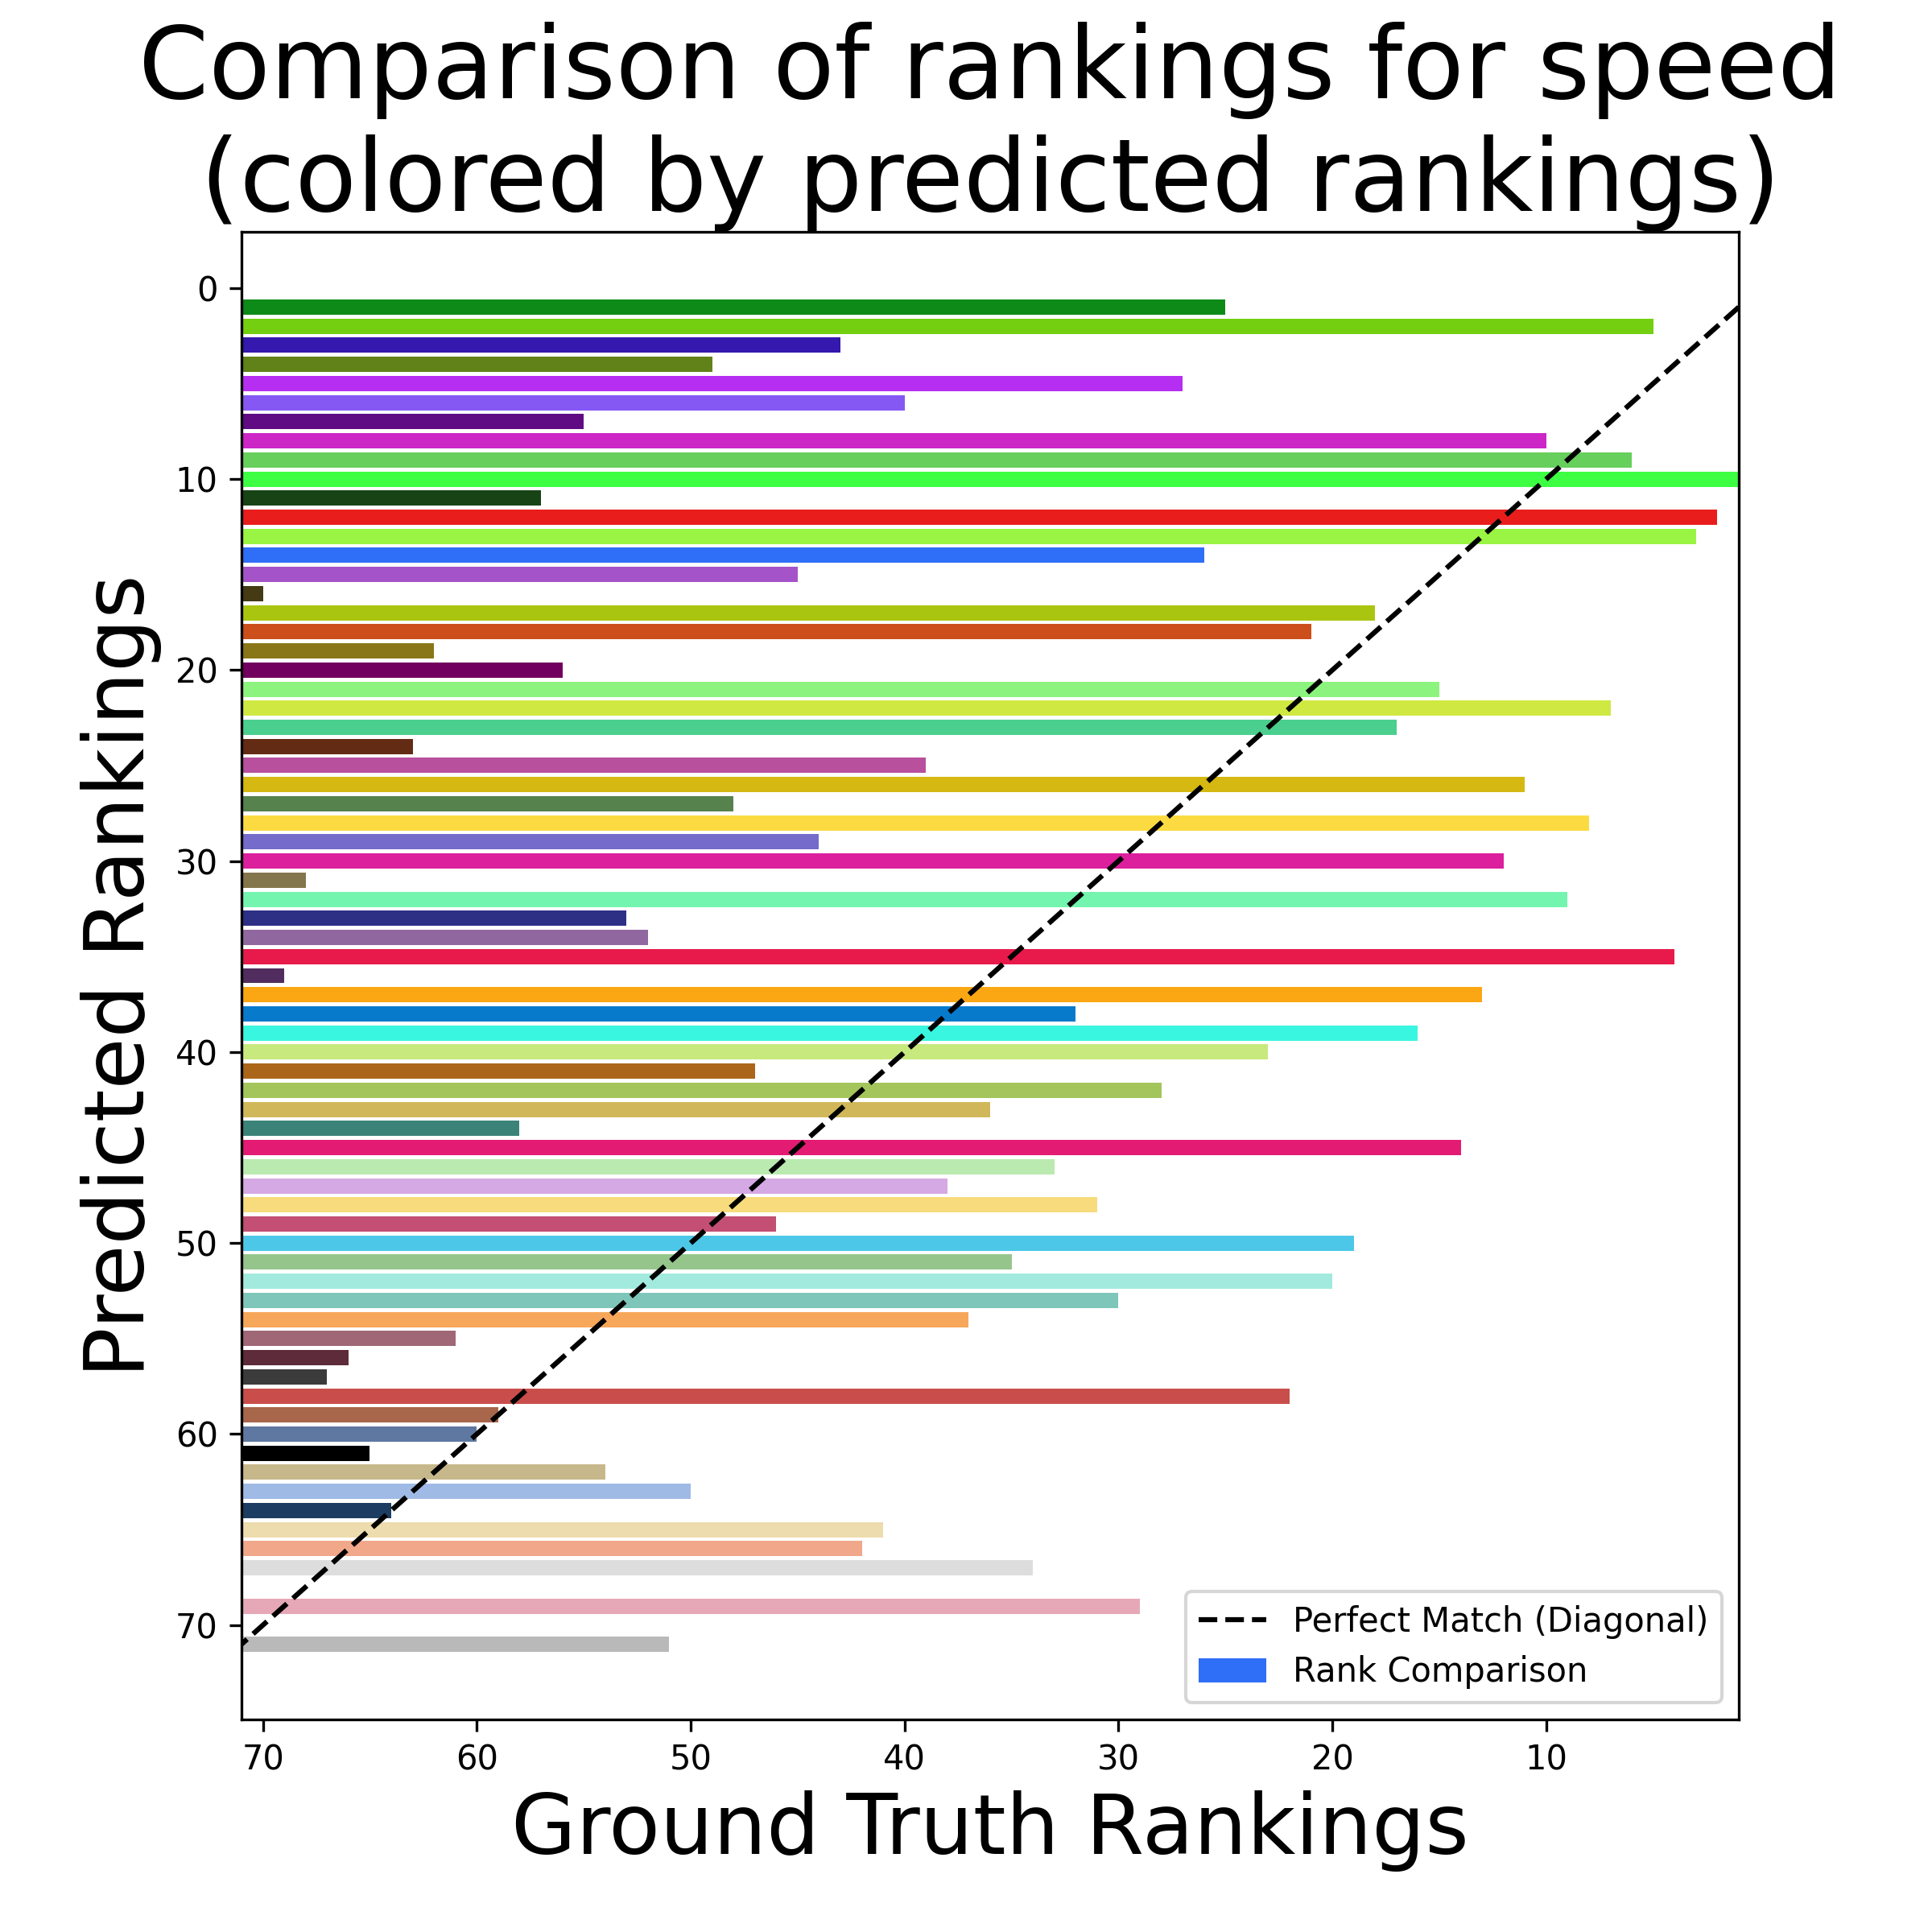 Comparison of rankings for speed
(colored by predicted rankings)
Predicted Rankings
0
10
20
30
40
50
60
70
Perfect Match (Diagonal)
Rank Comparison
70 60 50 40 30 20 10
Ground Truth Rankings